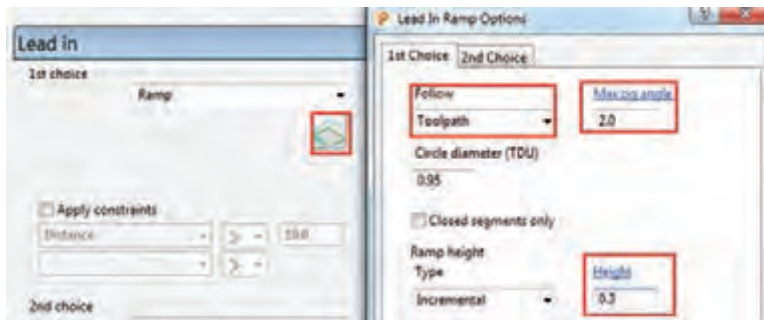 Lead in
1st choice
Ramp
Apply constraints
Distance
10.0
2nd choice
Lead In Ramp Options
1st Choice
2nd Choice
Follow
Max zig angle
Toolpath
2.0
Circle diameter (TDU)
0.95
Closed segments only
Ramp height
Type
Height
Incremental
0.3